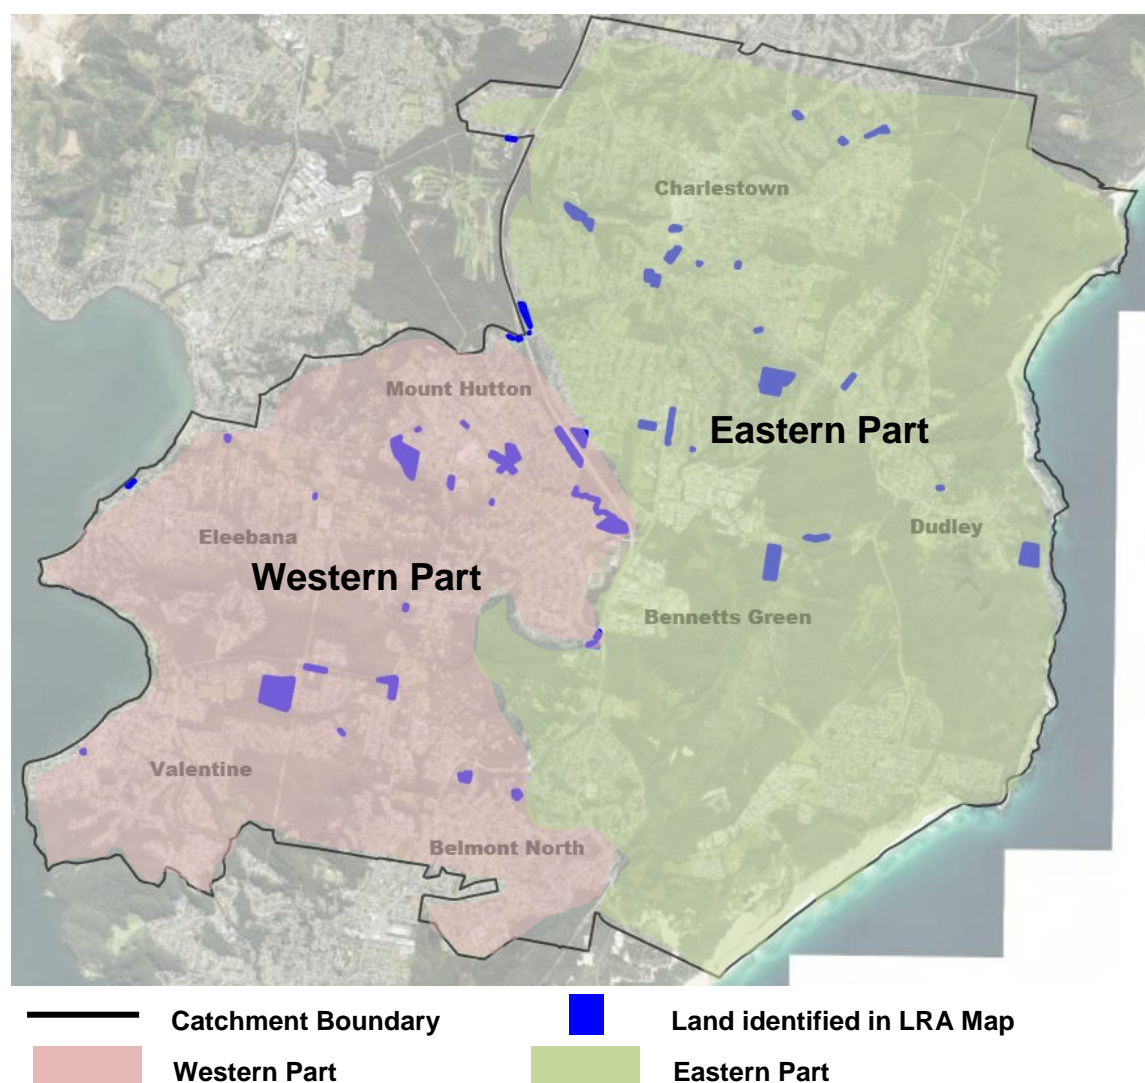 Charlestown
Mount Hutton
Eastern Part
Dudley
Eleebana
Western Part
Bennetts Green
Valentine
Belmont North
Catchment Boundary
Land identified in LRA Map
Western Part
Eastern Part